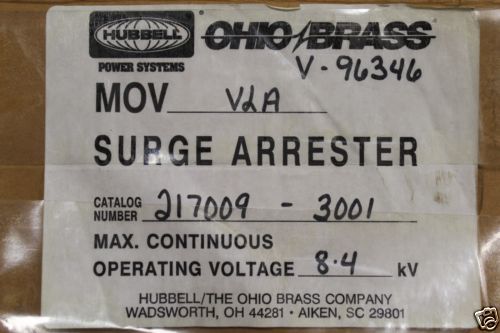 HUBBELL OHIO BRASS
POWER SYSTEMS V-96346
MOV VLA
SURGE ARRESTER
CATALOG
NUMBER 217009 - 3001
MAX. CONTINUOUS
OPERATING VOLTAGE 8.4 kV
HUBBELL/THE OHIO BRASS COMPANY
WADSWORTH, OH 44281 • AIKEN, SC 29801